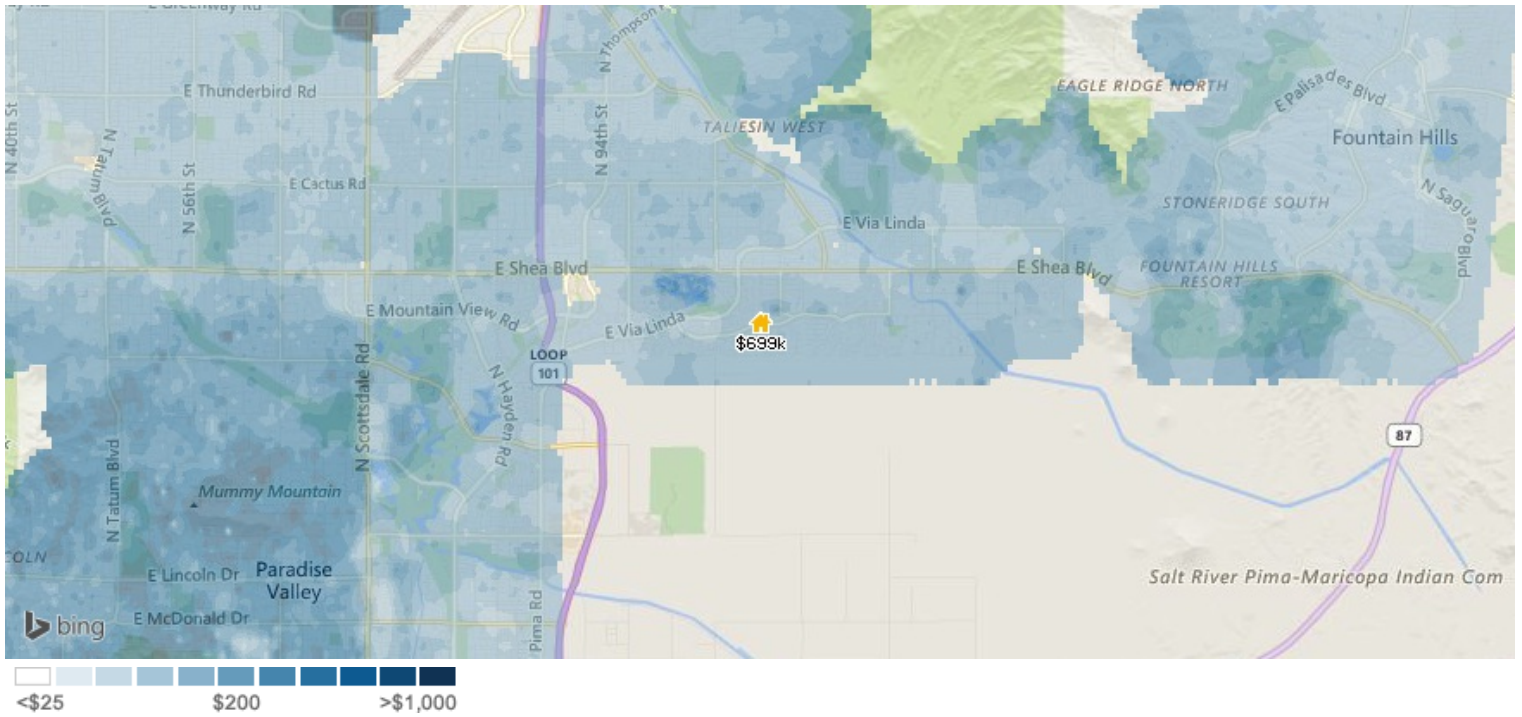 E Greenway Rd
N Thompson P
E Thunderbird Rd
EAGLE RIDGE NORTH
E Palisades Blvd
TALIESIN WEST
Fountain Hills
N 40th St
N Tatum Blvd
N 56th St
N 94th St
E Cactus Rd
STONERIDGE SOUTH
N Saguaro Blvd
E Via Linda
E Shea Blvd
E Shea Blvd
FOUNTAIN HILLS
RESORT
E Mountain View Rd
E Via Linda
$699k
LOOP
101
N Scottsdale Rd
N Hayden Rd
87
N Tatum Blvd
Mummy Mountain
COLN
E Lincoln Dr
Paradise
Valley
Salt River Pima-Maricopa Indian Com
bing
E McDonald Dr
Pima Rd
<$25
$200
>$1,000